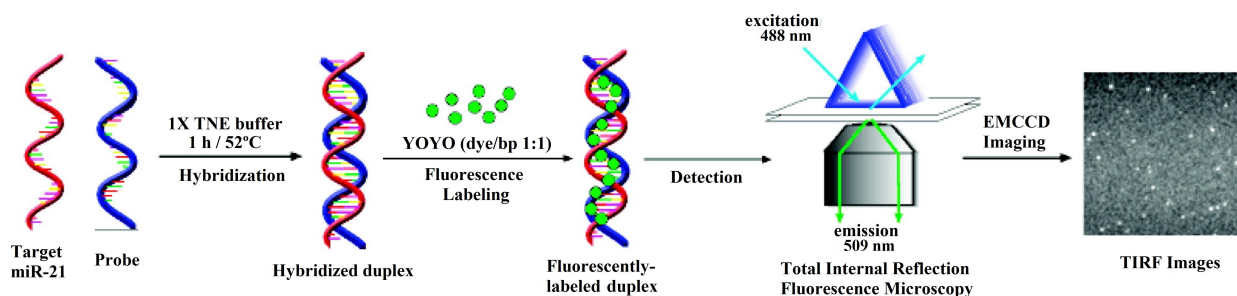 Target
miR-21
Probe
1X TNE buffer
1 h / 52ºC
Hybridization
Hybridized duplex
YOYO (dye/bp 1:1)
Fluorescence
Labeling
Fluorescently-
labeled duplex
Detection
excitation
488 nm
emission
509 nm
Total Internal Reflection
Fluorescence Microscopy
EMCCD
Imaging
TIRF Images